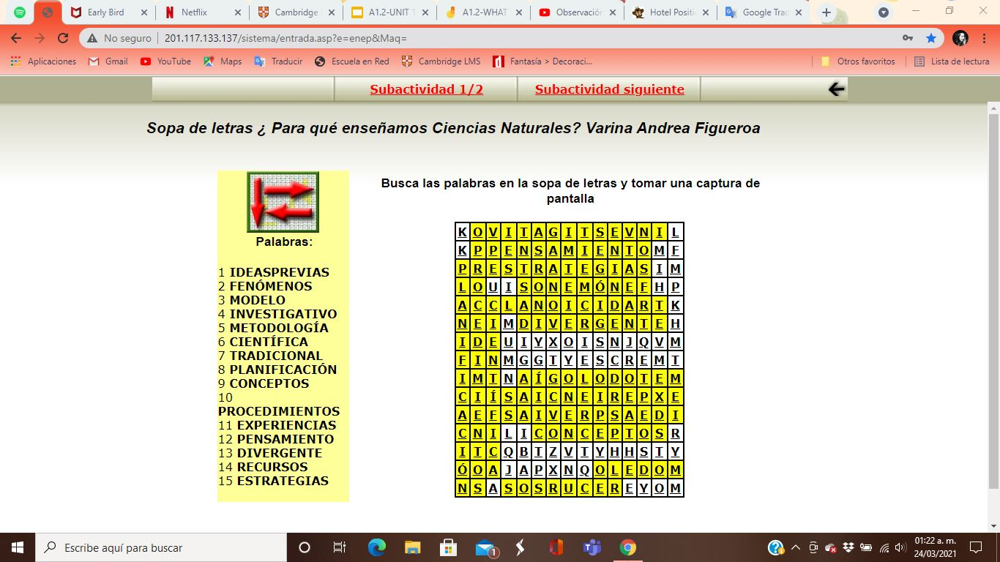 Early Bird
Netflix
Cambridge
A1.2-UNIT 1
A1.2-WHAT
Observación
Hotel Positi
Google Trad
No seguro | 201.117.133.137/sistema/entrada.asp?e=enep&Maq=
Aplicaciones
Gmail
YouTube
Maps
Traducir
Escuela en Red
Cambridge LMS
Fantasía > Decoraci...
Otros favoritos
Lista de lectura
Subactividad 1/2
Subactividad siguiente
Sopa de letras ¿ Para qué enseñamos Ciencias Naturales? Varina Andrea Figueroa
Palabras:
1 IDEASPREVIAS
2 FENÓMENOS
3 MODELO
4 INVESTIGATIVO
5 METODOLOGÍA
6 CIENTÍFICA
7 TRADICIONAL
8 PLANIFICACIÓN
9 CONCEPTOS
10
PROCEDIMIENTOS
11 EXPERIENCIAS
12 PENSAMIENTO
13 DIVERGENTE
14 RECURSOS
15 ESTRATEGIAS
Busca las palabras en la sopa de letras y tomar una captura de
pantalla
K O V I T A G I T S E V N I L
K P P E N S A M I E N T O M F
P R E S T R A T E G I A S I M
L O U I S O N E M Ó N E F H P
A C C L A N O I C I D A R T K
N E I M D I V E R G E N T E H
I D E U I Y X O I S N J Q V M
F I N M G G T Y E S C R E M T
I M T N A Í G O L O D O T E M
C I Í S A I C N E I R E P X E
A E F S A I V E R P S A E D I
C N I L I C O N C E P T O S R
I T C Q B T Z V T Y H H S T Y
Ó O A J A P X N Q O L E D O M
N S A S O S R U C E R E Y O M
Escribe aquí para buscar
1
01:22 a. m.
24/03/2021